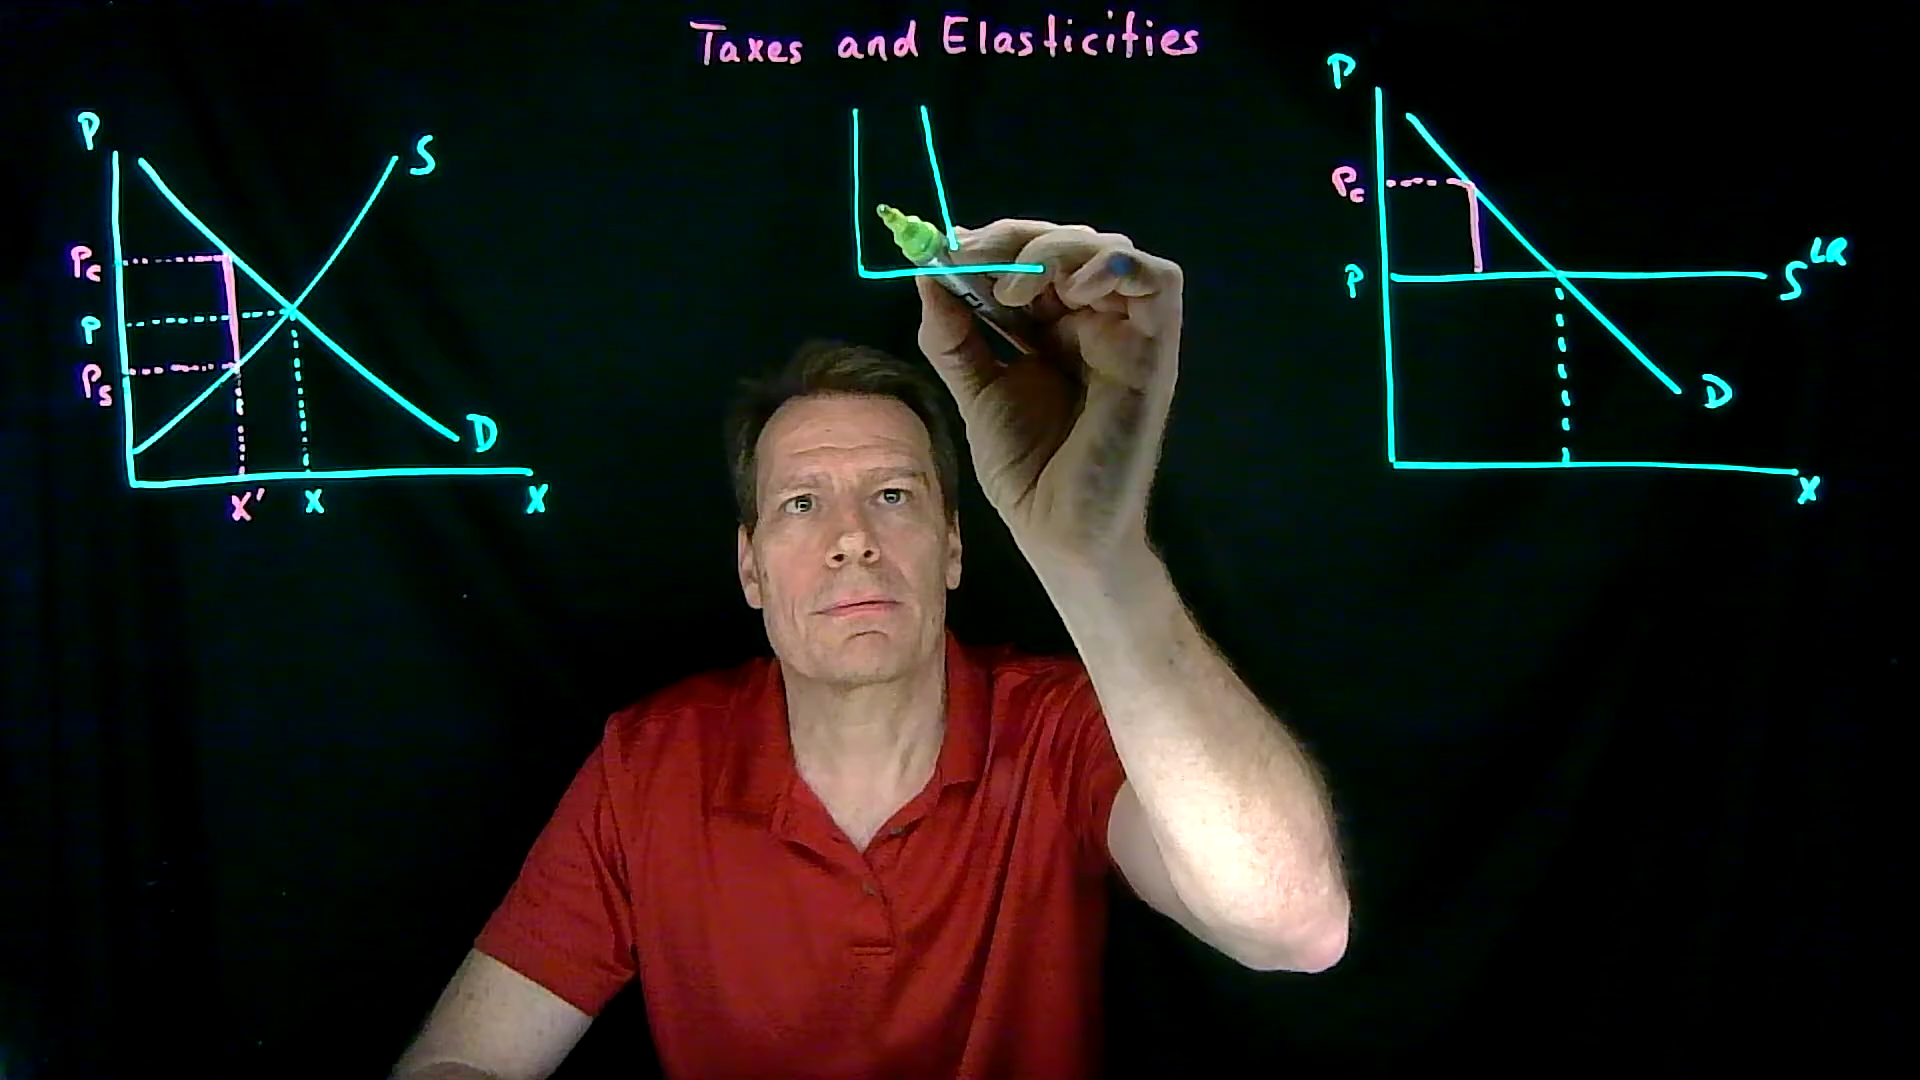 Taxes and Elasticities
P
S
Pc
P
Ps
D
X'
X
X
P
Pc
P
S^LR
D
X